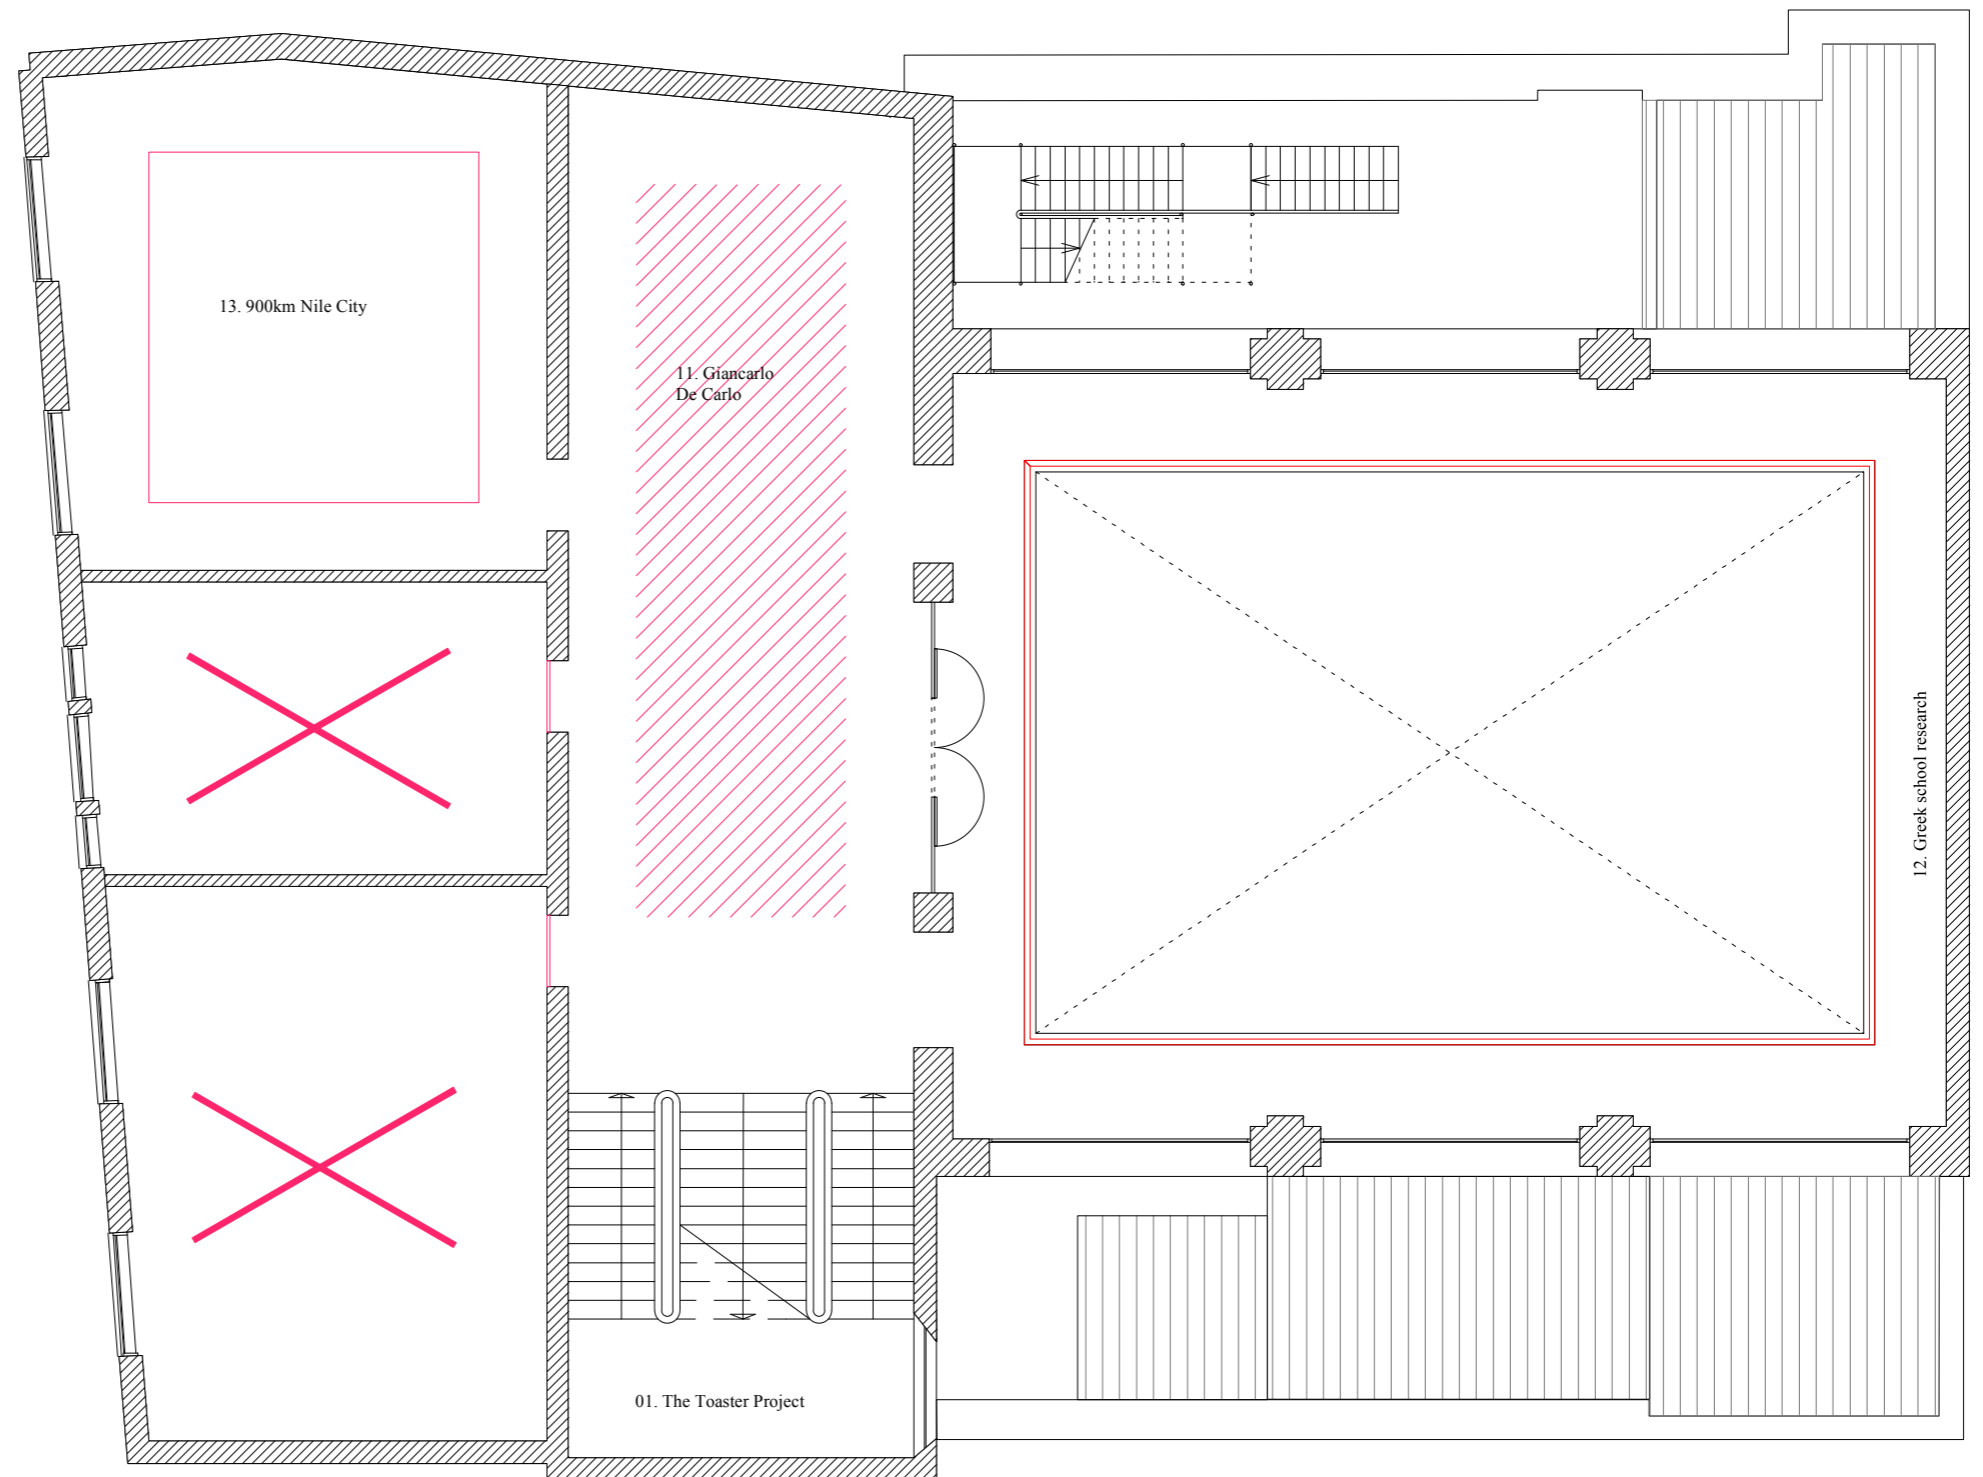 13. 900km Nile City
11. Giancarlo
De Carlo
12. Greek school research
01. The Toaster Project